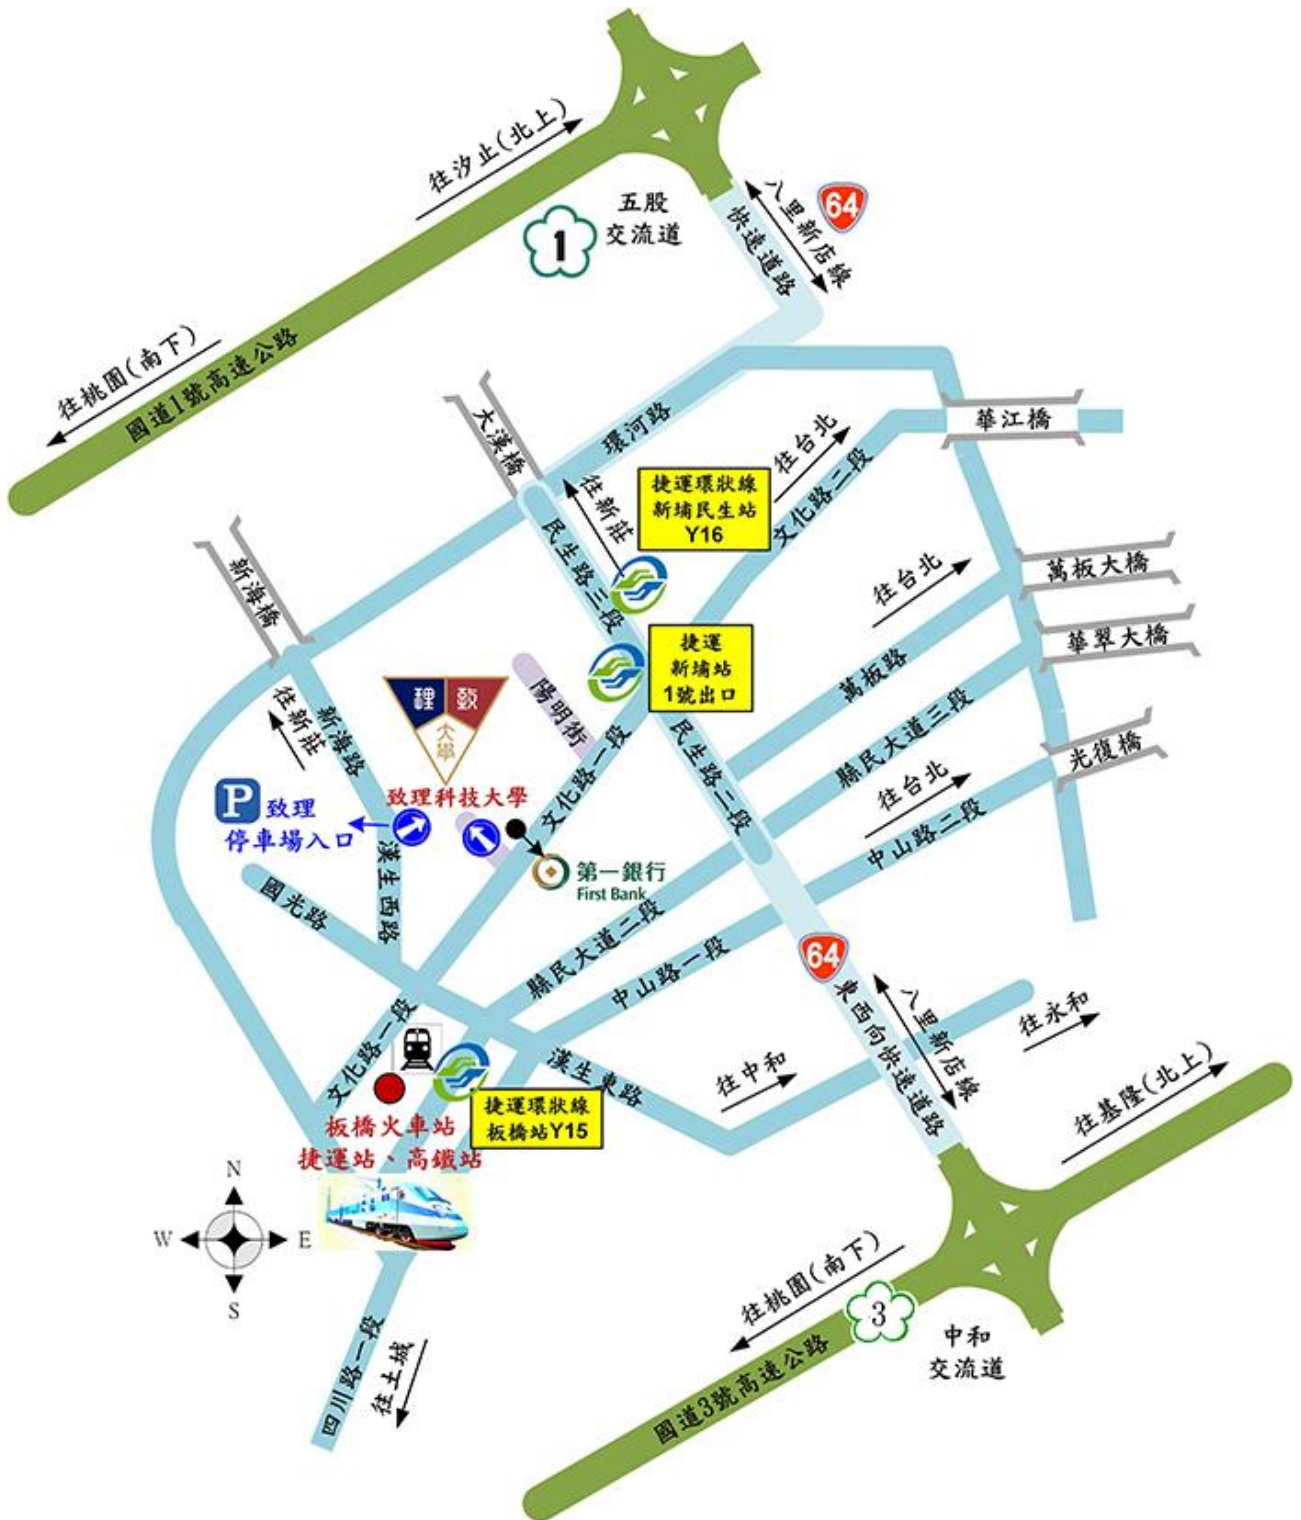 往汐止(北上)
五股
交流道
1
64
八里新店線
快速道路
往桃園(南下)
國道1號高速公路
環河路
大漢橋
往新莊
捷運環狀線
新埔民生站
Y16
往台北
文化路二段
華江橋
民生路三段
新海橋
往台北
萬板大橋
華翠大橋
捷運
新埔站
1號出口
萬板路
陽明街
理
致
大學
往新莊
新海路
文化路一段
民生路二段
縣民大道三段
光復橋
往台北
中山路二段
P
致理
停車場入口
致理科技大學
漢生西路
第一銀行
First Bank
國光路
縣民大道二段
中山路一段
64
東西向快速道路
八里新店線
往永和
文化路一段
漢生東路
往中和
捷運環狀線
板橋站Y15
板橋火車站
捷運站、高鐵站
往基隆(北上)
N
W
E
S
往桃園(南下)
3
中和
交流道
國道3號高速公路
四川路一段
往土城